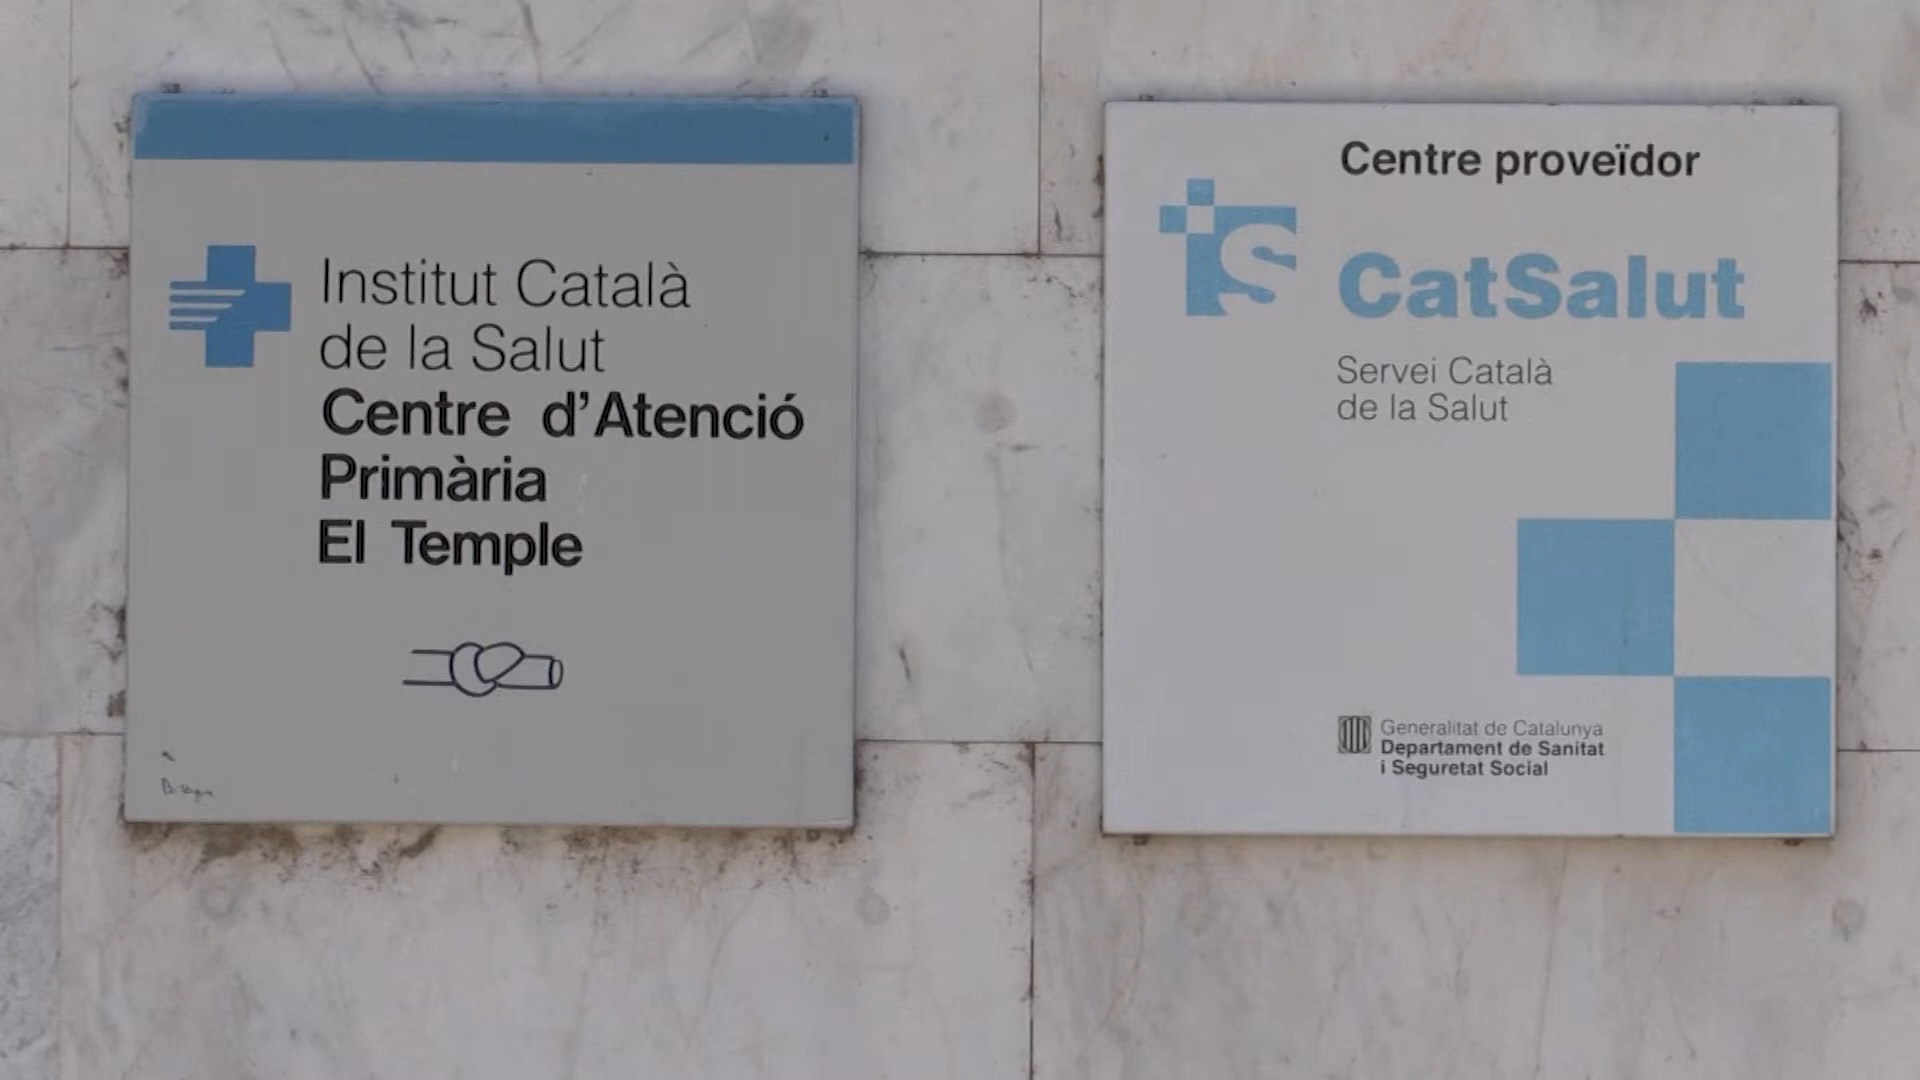 Institut Català
de la Salut
Centre d'Atenció
Primària
El Temple
Centre proveïdor
CatSalut
Servei Català
de la Salut
Generalitat de Catalunya
Departament de Sanitat
i Seguretat Social